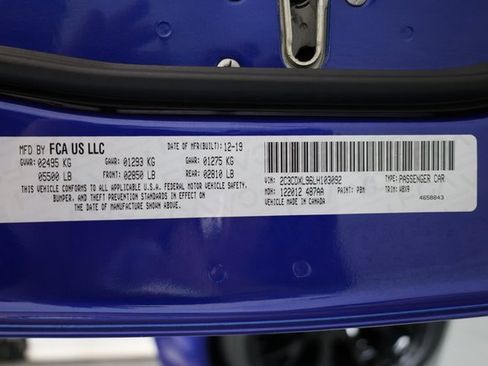 MFD BY FCA US LLC DATE OF MFR(BUILT): 12-19
GVWR: 02495 KG GAWR: 01293 KG GAWR: 01275 KG
05500 LB FRONT: 02850 LB REAR: 02810 LB
THIS VEHICLE CONFORMS TO ALL APPLICABLE U.S.A. FEDERAL MOTOR VEHICLE SAFETY,
BUMPER, AND THEFT PREVENTION STANDARDS IN EFFECT ON
THE DATE OF MANUFACTURE SHOWN ABOVE.
VIN: 2C3CDXL96LH103092 TYPE: PASSENGER CAR
MDH: 122012 487AA PAINT: PBM TRIM: H8X9
VEHICLE MADE IN CANADA 4658843